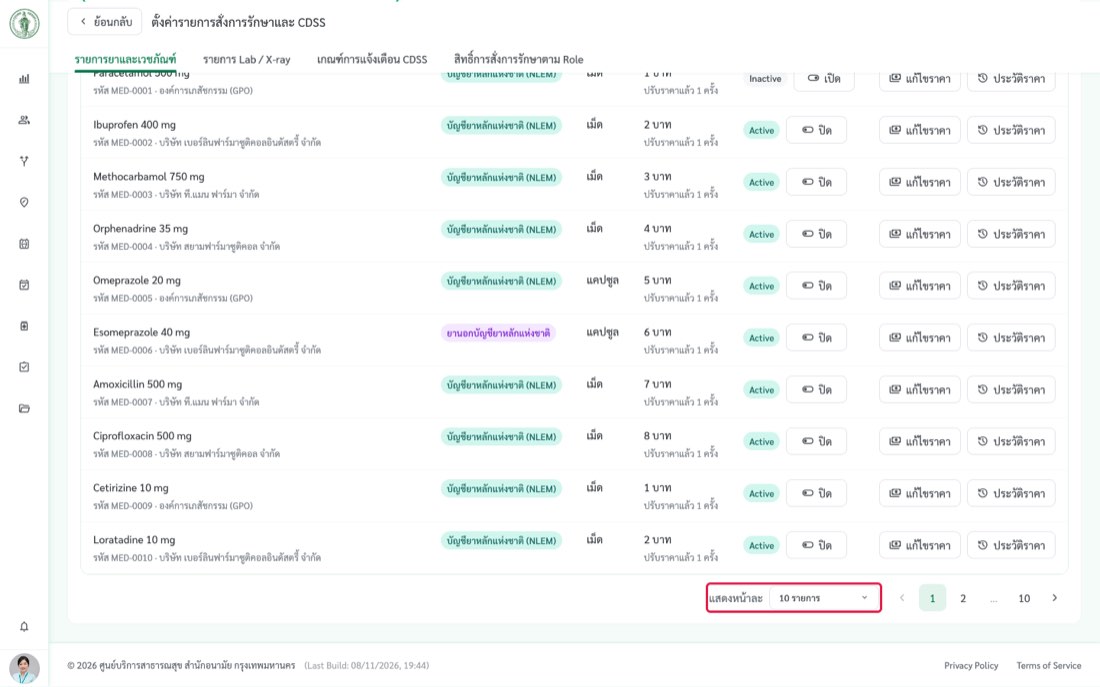 ย้อนกลับ ตั้งค่ารายการสั่งการรักษาและ CDSS
รายการยาและเวชภัณฑ์ รายการ Lab / X-ray เกณฑ์การแจ้งเตือน CDSS สิทธิ์การสั่งการรักษาตาม Role
Paracetamol 500 mg บัญชียาหลักแห่งชาติ (NLEM) เม็ด 1 บาท Inactive เปิด แก้ไขราคา ประวัติราคา
รหัส MED-0001 · องค์การเภสัชกรรม (GPO) ปรับราคาแล้ว 1 ครั้ง
Ibuprofen 400 mg บัญชียาหลักแห่งชาติ (NLEM) เม็ด 2 บาท Active ปิด แก้ไขราคา ประวัติราคา
รหัส MED-0002 · บริษัท เบอร์ลินฟาร์มาซูติคอลอินดัสตรี้ จำกัด ปรับราคาแล้ว 1 ครั้ง
Methocarbamol 750 mg บัญชียาหลักแห่งชาติ (NLEM) เม็ด 3 บาท Active ปิด แก้ไขราคา ประวัติราคา
รหัส MED-0003 · บริษัท ที.แมน ฟาร์มา จำกัด ปรับราคาแล้ว 1 ครั้ง
Orphenadrine 35 mg บัญชียาหลักแห่งชาติ (NLEM) เม็ด 4 บาท Active ปิด แก้ไขราคา ประวัติราคา
รหัส MED-0004 · บริษัท สยามฟาร์มาซูติคอล จำกัด ปรับราคาแล้ว 1 ครั้ง
Omeprazole 20 mg บัญชียาหลักแห่งชาติ (NLEM) แคปซูล 5 บาท Active ปิด แก้ไขราคา ประวัติราคา
รหัส MED-0005 · องค์การเภสัชกรรม (GPO) ปรับราคาแล้ว 1 ครั้ง
Esomeprazole 40 mg ยานอกบัญชียาหลักแห่งชาติ แคปซูล 6 บาท Active ปิด แก้ไขราคา ประวัติราคา
รหัส MED-0006 · บริษัท เบอร์ลินฟาร์มาซูติคอลอินดัสตรี้ จำกัด ปรับราคาแล้ว 1 ครั้ง
Amoxicillin 500 mg บัญชียาหลักแห่งชาติ (NLEM) เม็ด 7 บาท Active ปิด แก้ไขราคา ประวัติราคา
รหัส MED-0007 · บริษัท ที.แมน ฟาร์มา จำกัด ปรับราคาแล้ว 1 ครั้ง
Ciprofloxacin 500 mg บัญชียาหลักแห่งชาติ (NLEM) เม็ด 8 บาท Active ปิด แก้ไขราคา ประวัติราคา
รหัส MED-0008 · บริษัท สยามฟาร์มาซูติคอล จำกัด ปรับราคาแล้ว 1 ครั้ง
Cetirizine 10 mg บัญชียาหลักแห่งชาติ (NLEM) เม็ด 1 บาท Active ปิด แก้ไขราคา ประวัติราคา
รหัส MED-0009 · องค์การเภสัชกรรม (GPO) ปรับราคาแล้ว 1 ครั้ง
Loratadine 10 mg บัญชียาหลักแห่งชาติ (NLEM) เม็ด 2 บาท Active ปิด แก้ไขราคา ประวัติราคา
รหัส MED-0010 · บริษัท เบอร์ลินฟาร์มาซูติคอลอินดัสตรี้ จำกัด ปรับราคาแล้ว 1 ครั้ง
แสดงหน้าละ 10 รายการ 1 2 ... 10
© 2026 ศูนย์บริการสาธารณสุข สำนักอนามัย กรุงเทพมหานคร (Last Build: 08/11/2026, 19:44) Privacy Policy Terms of Service